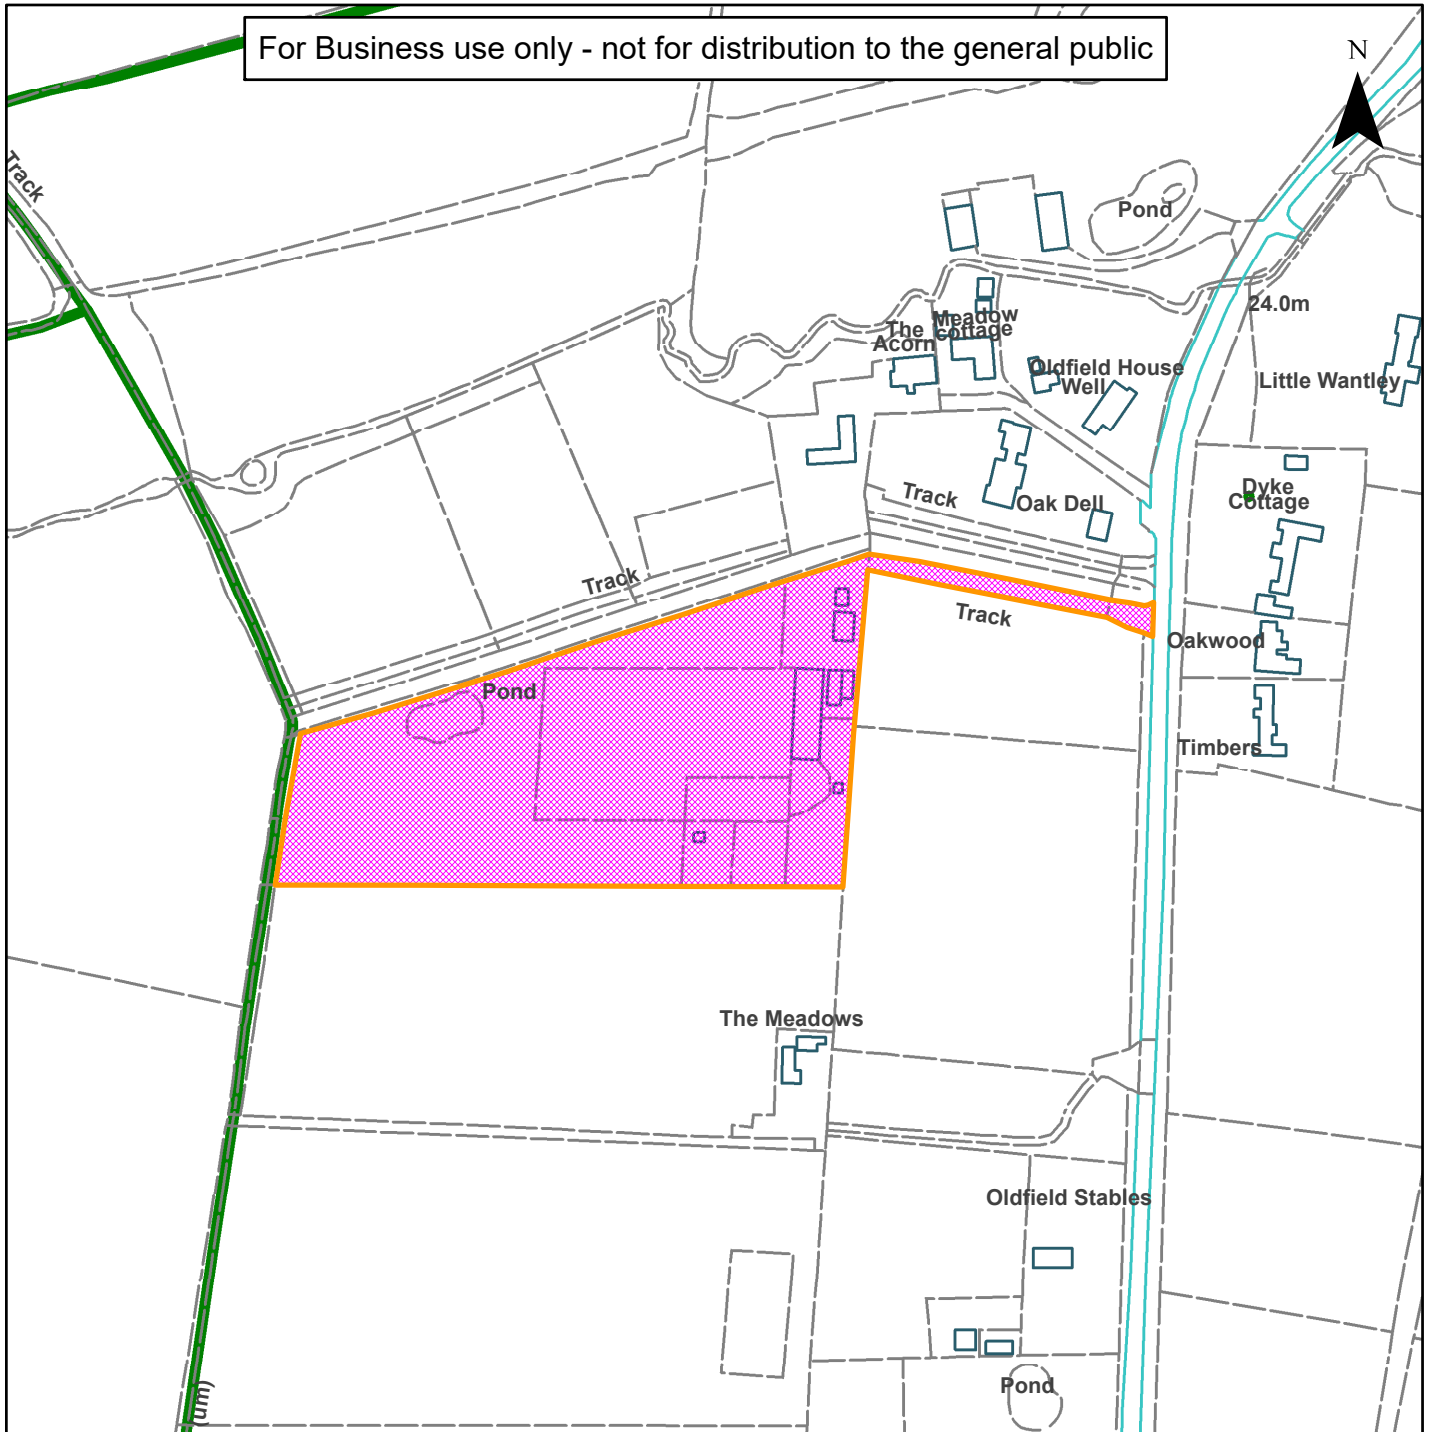 For Business use only - not for distribution to the general public
N
Track
Pond
24.0m
Meadow
The cottage
Acorn
Oldfield House
Well
Little Wantley
Dyke
Cottage
Track
Oak Dell
Track
Track
Oakwood
Pond
Timbers
The Meadows
Oldfield Stables
Pond
(um)